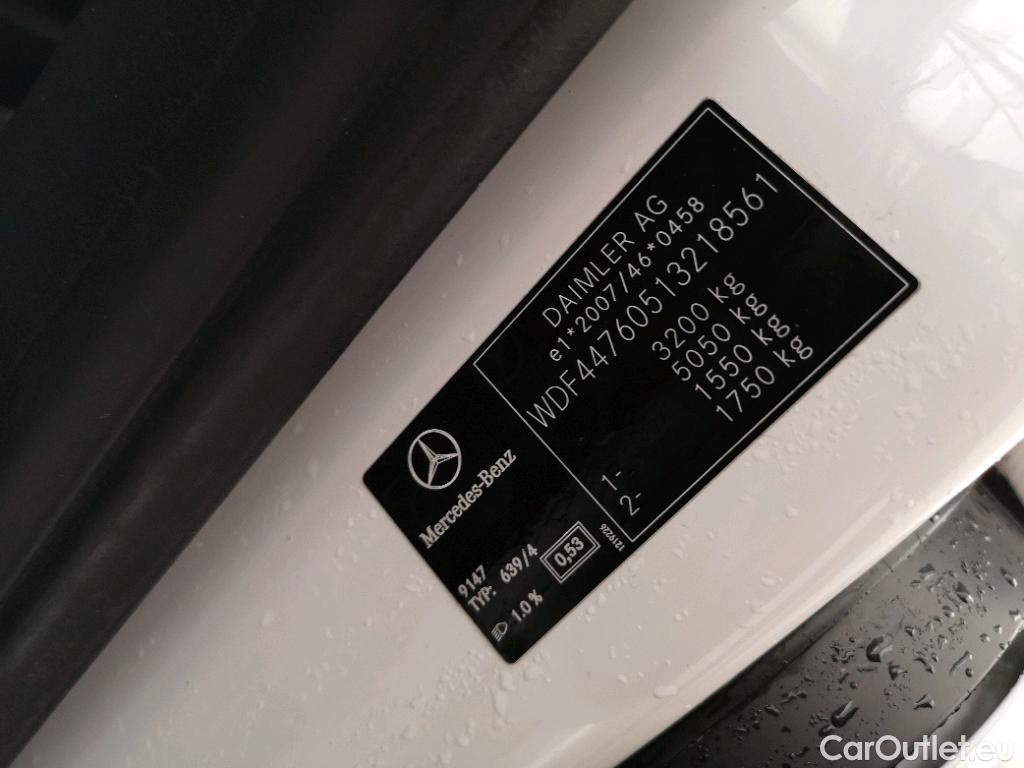 DAIMLER AG
e1*2007/46*0458
WDF44760513218561
3200 kg
5050 kg
1- 1550 kg
2- 1750 kg
Mercedes-Benz
9147
TYP: 639/4
0,53
1.0 %
1219226
CarOutlet.eu